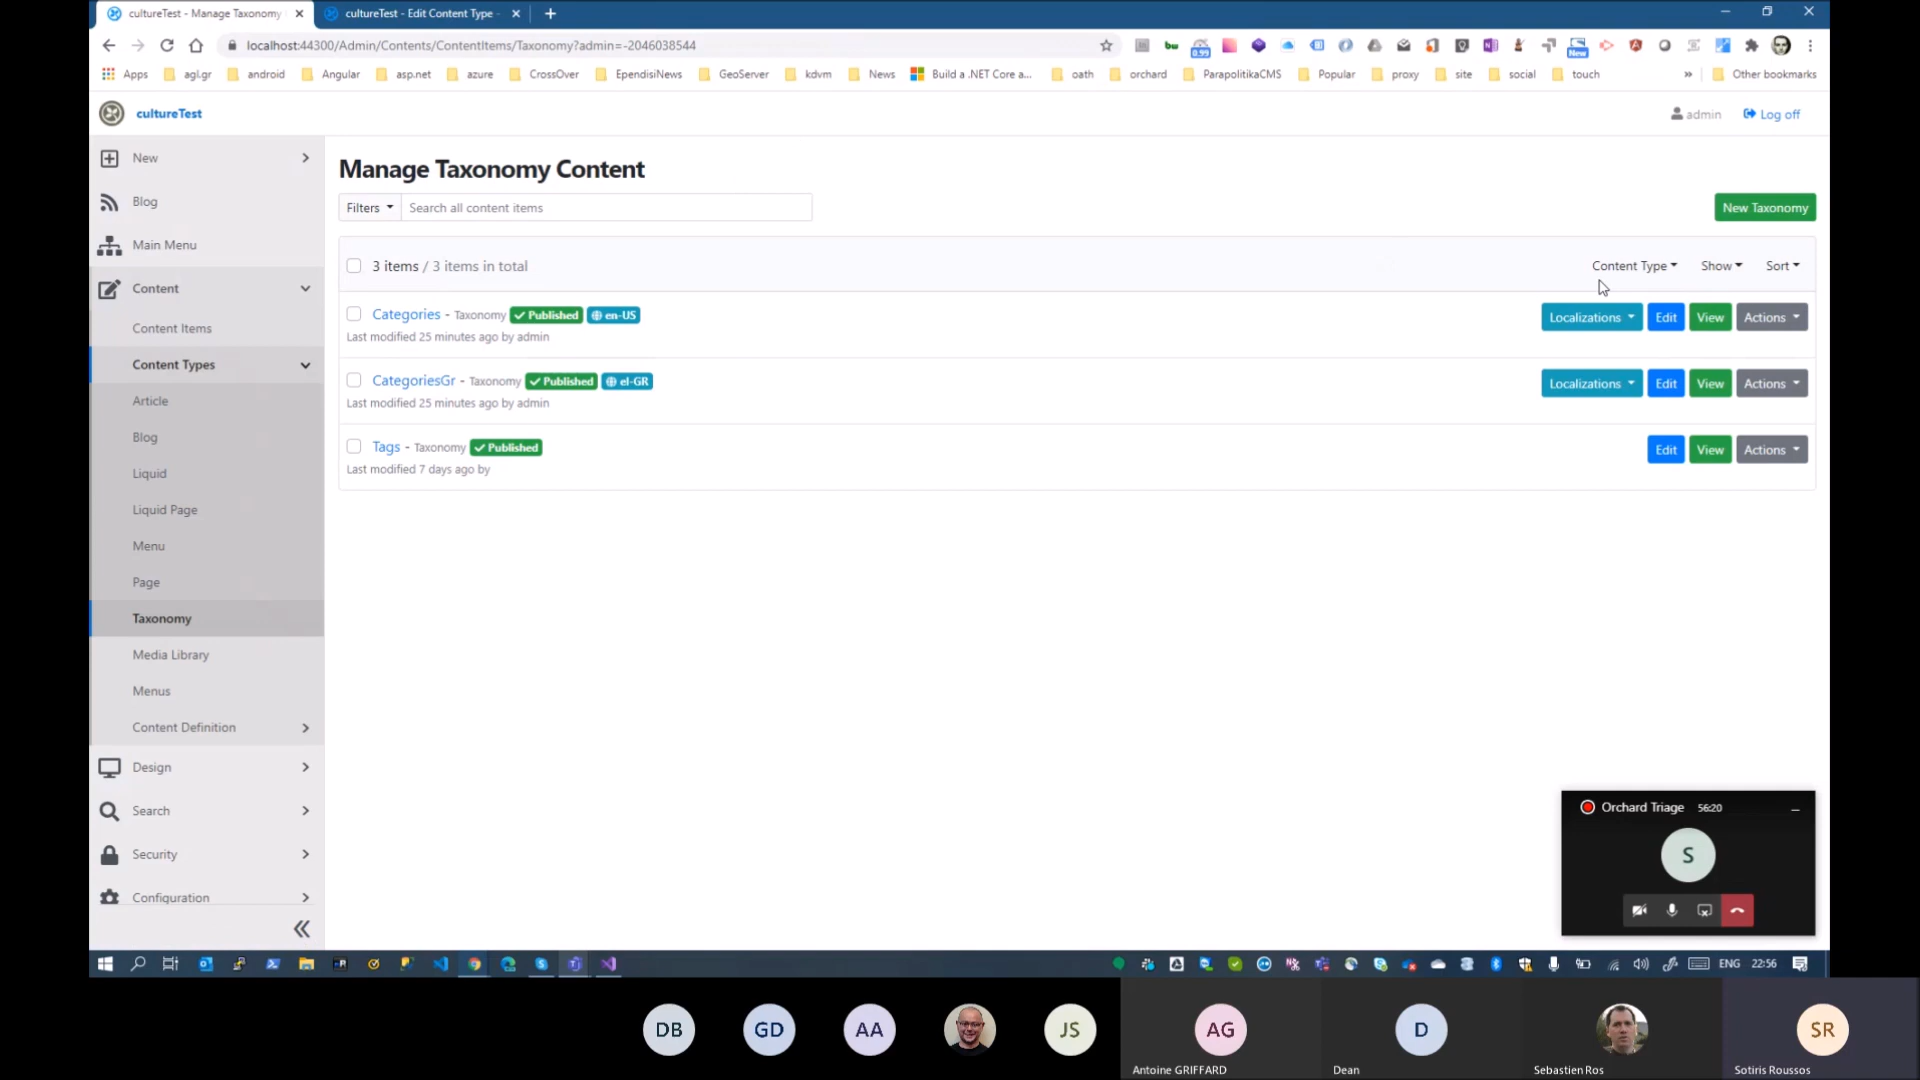 cultureTest - Manage Taxonomy
cultureTest - Edit Content Type -
localhost:44300/Admin/Contents/ContentItems/Taxonomy?admin=-2046038544
0.99
New
Apps
agl.gr
android
Angular
asp.net
azure
CrossOver
EpendisiNews
GeoServer
kdvm
News
Build a .NET Core a...
oath
orchard
ParapolitikaCMS
Popular
proxy
site
social
touch
»
Other bookmarks
cultureTest
admin
Log off
New
Blog
Main Menu
Content
Content Items
Content Types
Article
Blog
Liquid
Liquid Page
Menu
Page
Taxonomy
Media Library
Menus
Content Definition
Design
Search
Security
Configuration
Manage Taxonomy Content
Filters
Search all content items
New Taxonomy
3 items / 3 items in total
Content Type
Show
Sort
Categories - Taxonomy Published en-US
Last modified 25 minutes ago by admin
Localizations
Edit
View
Actions
CategoriesGr - Taxonomy Published el-GR
Last modified 25 minutes ago by admin
Localizations
Edit
View
Actions
Tags - Taxonomy Published
Last modified 7 days ago by
Edit
View
Actions
Orchard Triage 56:20
S
ENG
22:56
DB
GD
AA
JS
AG
D
SR
Antoine GRIFFARD
Dean
Sebastien Ros
Sotiris Roussos